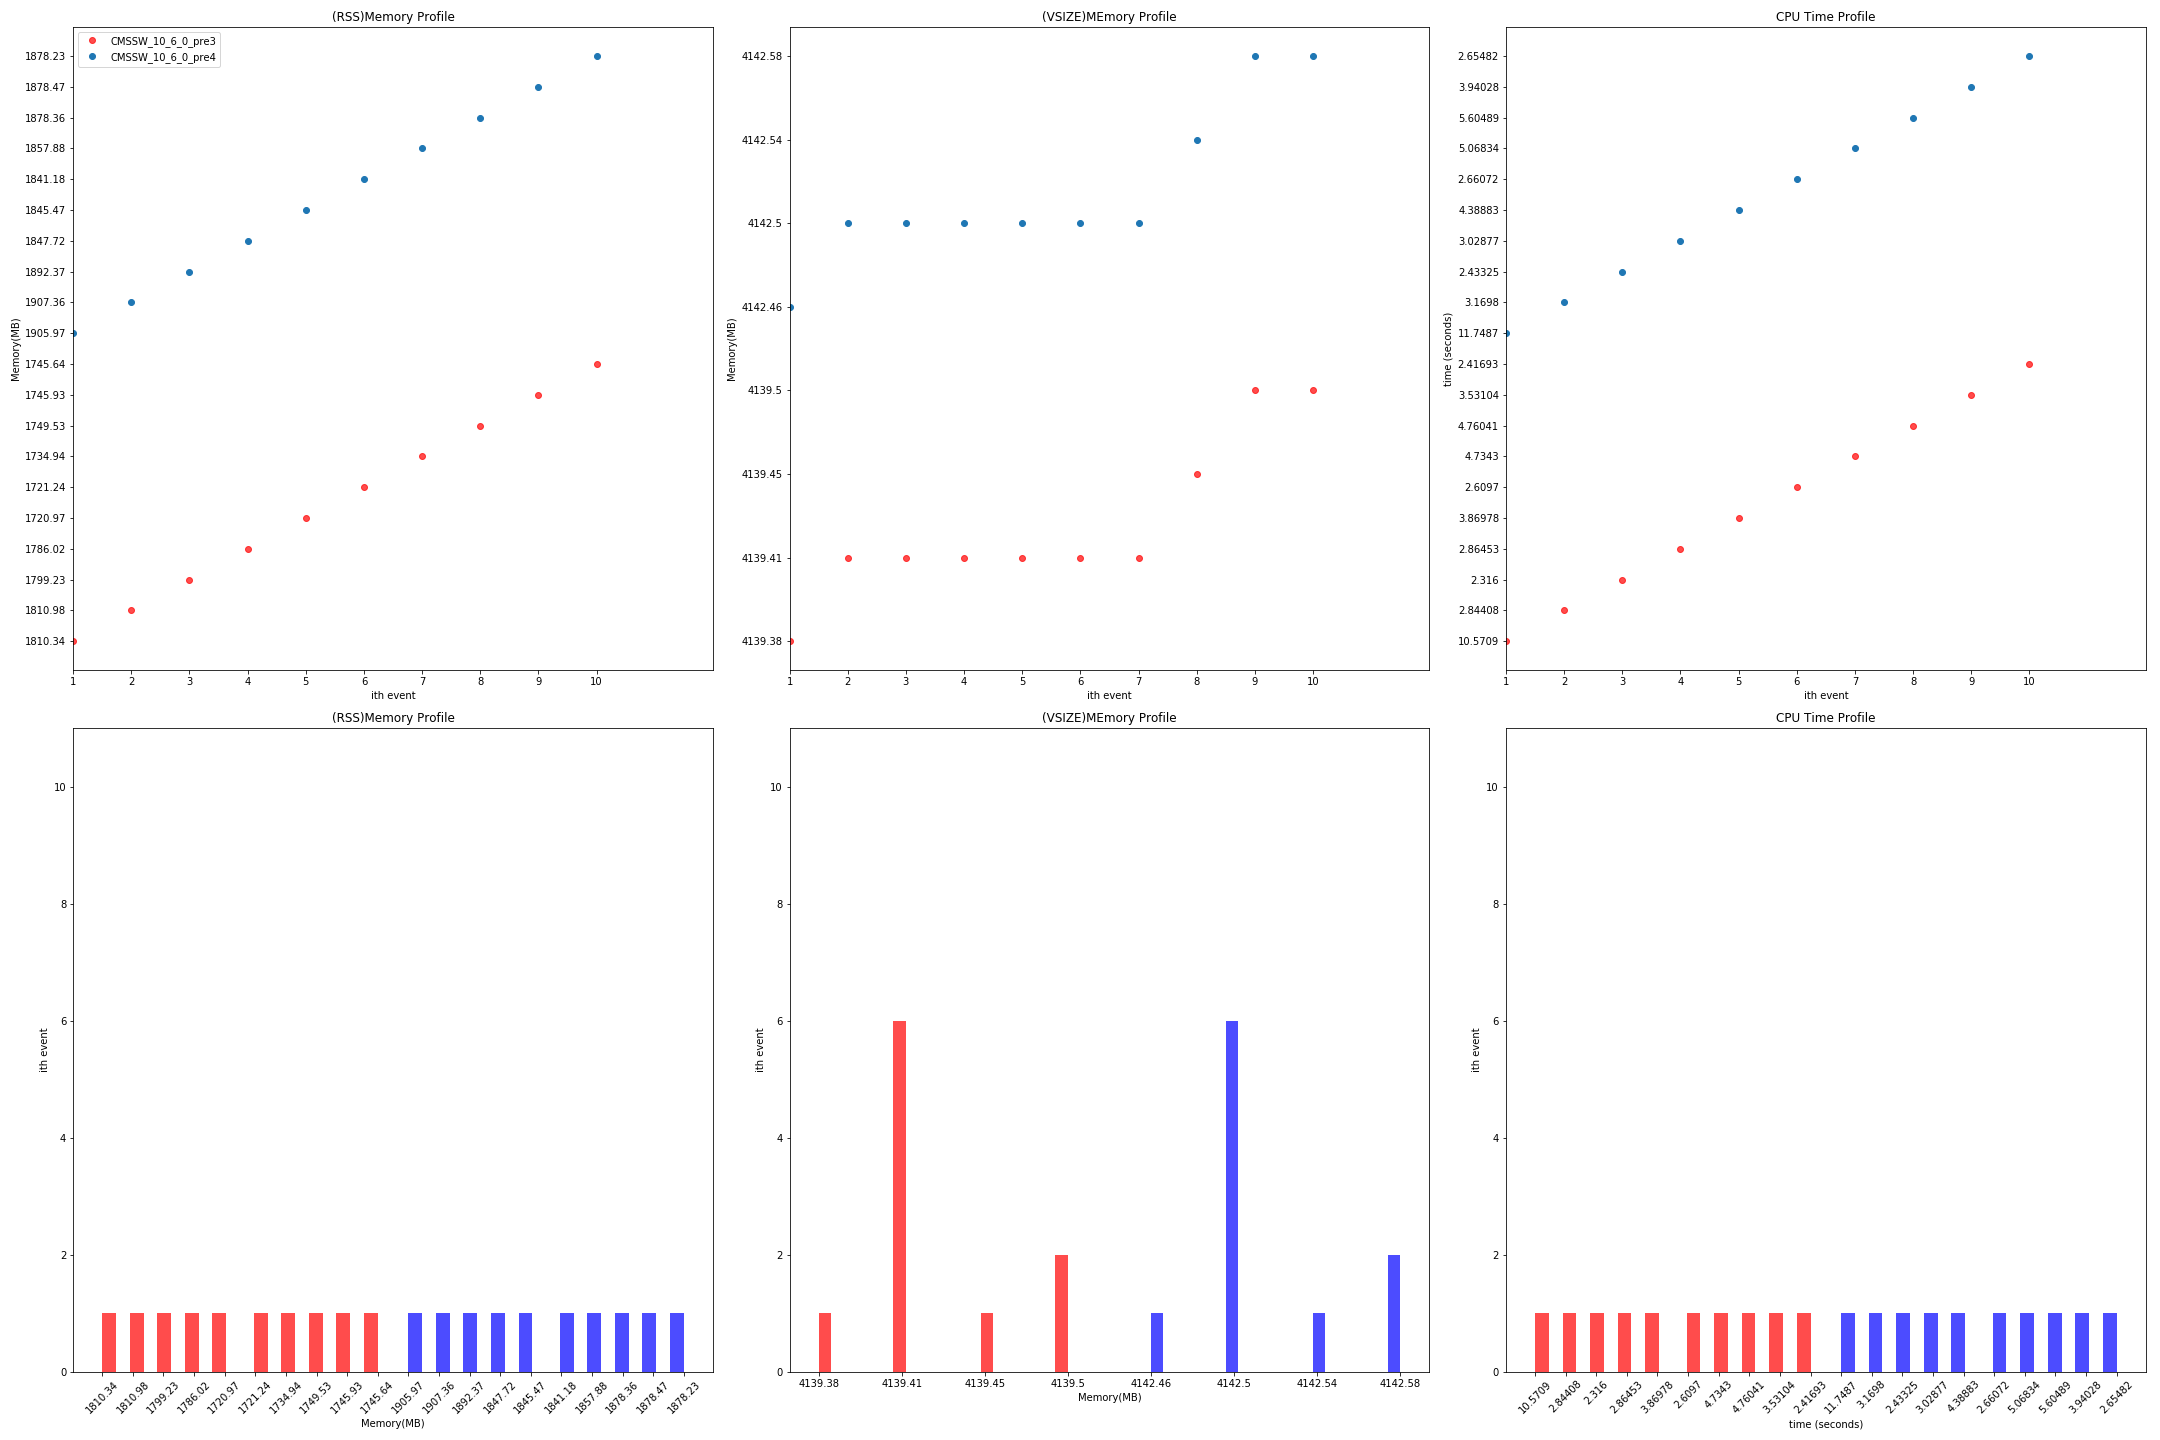 (RSS)Memory Profile
CMSSW_10_6_0_pre3
CMSSW_10_6_0_pre4
1878.23
1878.47
1878.36
1857.88
1841.18
1845.47
1847.72
1892.37
1907.36
1905.97
1745.64
1745.93
1749.53
1734.94
1721.24
1720.97
1786.02
1799.23
1810.98
1810.34
Memory(MB)
1 2 3 4 5 6 7 8 9 10
ith event
(VSIZE)MEmory Profile
4142.58
4142.54
4142.5
4142.46
4139.5
4139.45
4139.41
4139.38
Memory(MB)
1 2 3 4 5 6 7 8 9 10
ith event
CPU Time Profile
2.65482
3.94028
5.60489
5.06834
2.66072
4.38883
3.02877
2.43325
3.1698
11.7487
2.41693
3.53104
4.76041
4.7343
2.6097
3.86978
2.86453
2.316
2.84408
10.5709
time (seconds)
1 2 3 4 5 6 7 8 9 10
ith event
(RSS)Memory Profile
10
8
6
4
2
0
ith event
1810.34 1810.98 1799.23 1786.02 1720.97 1721.24 1734.94 1749.53 1745.93 1745.64 1905.97 1907.36 1892.37 1847.72 1845.47 1841.18 1857.88 1878.36 1878.47 1878.23
Memory(MB)
(VSIZE)MEmory Profile
10
8
6
4
2
0
ith event
4139.38 4139.41 4139.45 4139.5 4142.46 4142.5 4142.54 4142.58
Memory(MB)
CPU Time Profile
10
8
6
4
2
0
ith event
10.5709 2.84408 2.316 2.86453 3.86978 2.6097 4.7343 4.76041 3.53104 2.41693 11.7487 3.1698 2.43325 3.02877 4.38883 2.66072 5.06834 5.60489 3.94028 2.65482
time (seconds)